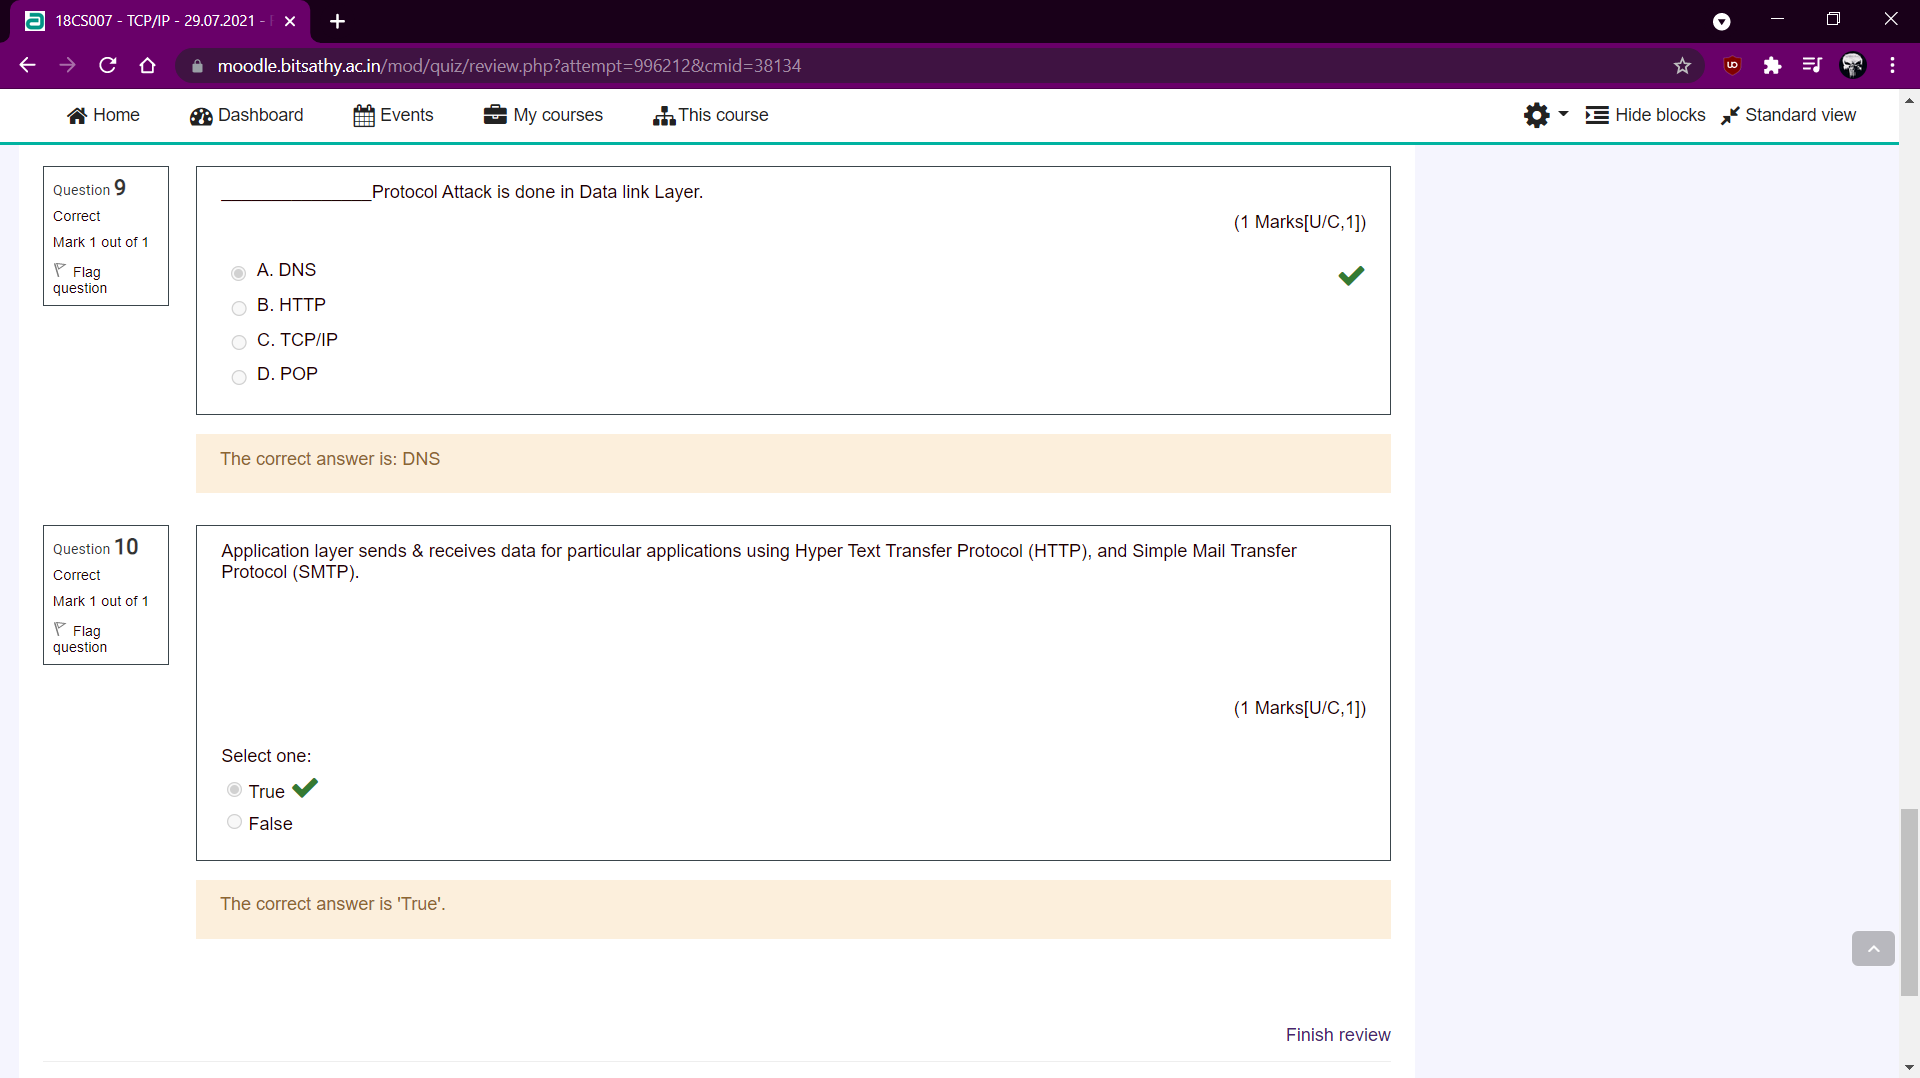 18CS007 - TCP/IP - 29.07.2021 -
moodle.bitsathy.ac.in/mod/quiz/review.php?attempt=996212&cmid=38134
Home Dashboard Events My courses This course Hide blocks Standard view
Question 9
Correct
Mark 1 out of 1
Flag
question
_______________Protocol Attack is done in Data link Layer.
(1 Marks[U/C,1])
A. DNS
B. HTTP
C. TCP/IP
D. POP
The correct answer is: DNS
Question 10
Correct
Mark 1 out of 1
Flag
question
Application layer sends & receives data for particular applications using Hyper Text Transfer Protocol (HTTP), and Simple Mail Transfer
Protocol (SMTP).
(1 Marks[U/C,1])
Select one:
True
False
The correct answer is 'True'.
Finish review